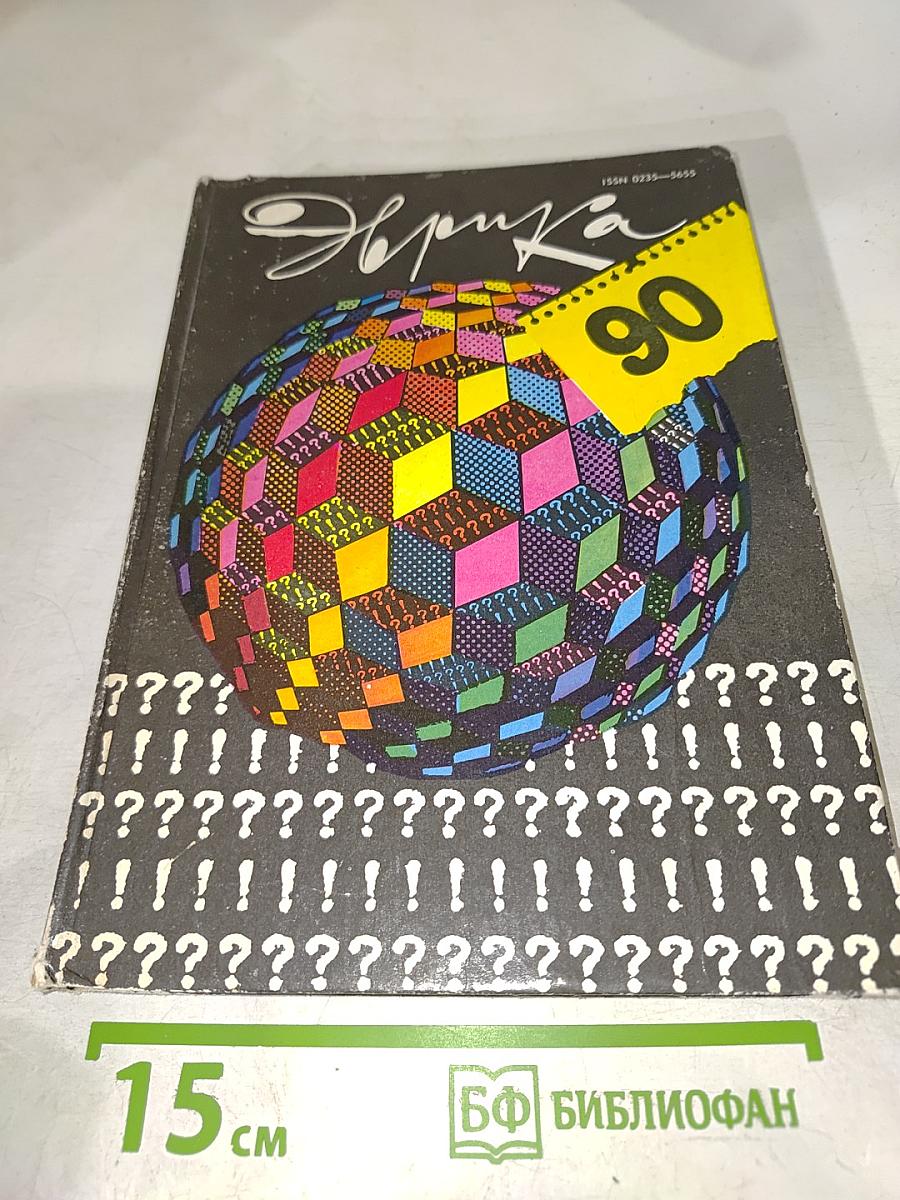 ISSN 0235—5655
Эврика
90
? ? ? ? ? ? ? ? ?
! ! ! ! ! ! ! ! ! ! ! ! ! ! ! !
? ? ? ? ? ? ? ? ? ? ? ? ? ? ? ? ? ? ? ?
! ! ! ! ! ! ! ! ! ! ! ! ! ! ! ! ! ! !
? ? ? ? ? ? ? ? ? ? ? ? ? ? ? ? ? ? ? ?
15 см
БФ БИБЛИОФАН